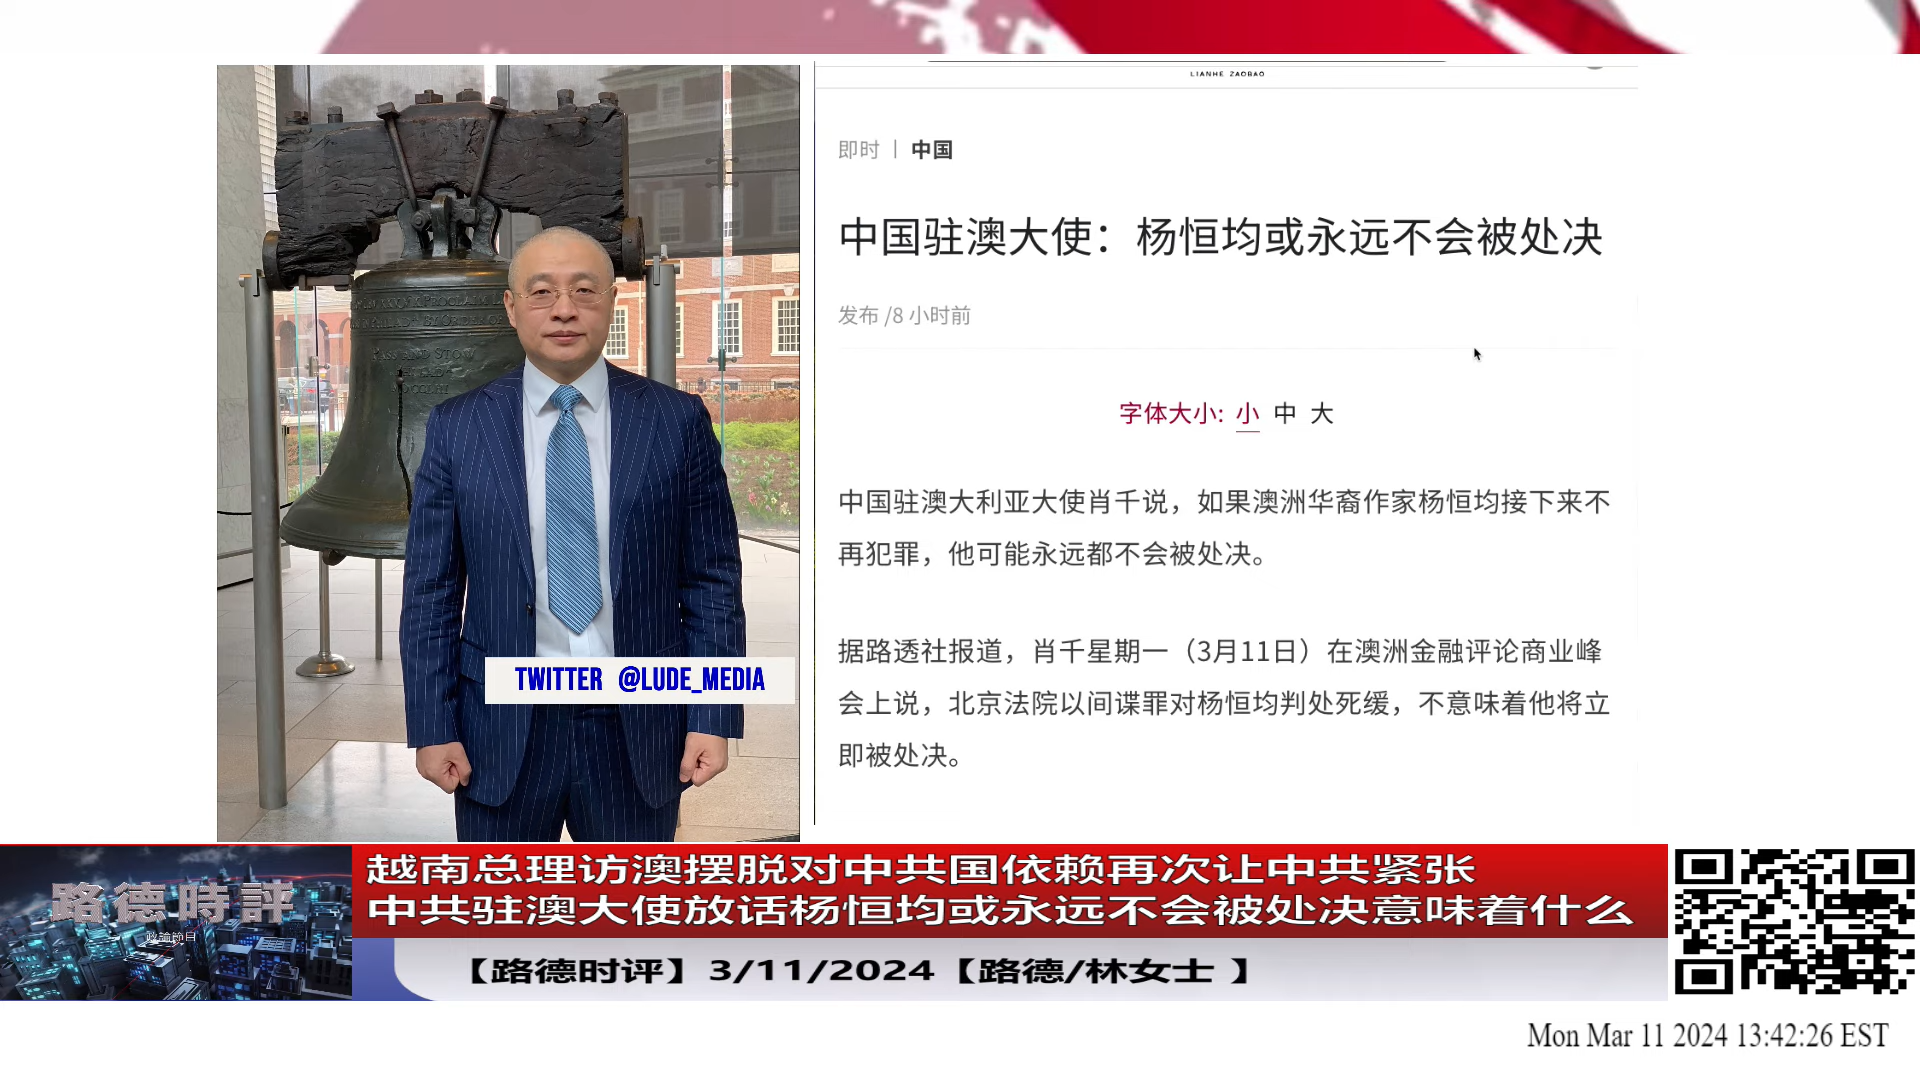 LIANHE ZAOBAO
即时 | 中国
中国驻澳大使：杨恒均或永远不会被处决
发布 /8 小时前
字体大小: 小 中 大
中国驻澳大利亚大使肖千说，如果澳洲华裔作家杨恒均接下来不
再犯罪，他可能永远都不会被处决。
据路透社报道，肖千星期一（3月11日）在澳洲金融评论商业峰
会上说，北京法院以间谍罪对杨恒均判处死缓，不意味着他将立
即被处决。
PASS AND STOW
TWITTER @LUDE_MEDIA
路德時評
政論節目
越南总理访澳摆脱对中共国依赖再次让中共紧张
中共驻澳大使放话杨恒均或永远不会被处决意味着什么
【路德时评】3/11/2024【路德/林女士 】
Mon Mar 11 2024 13:42:26 EST